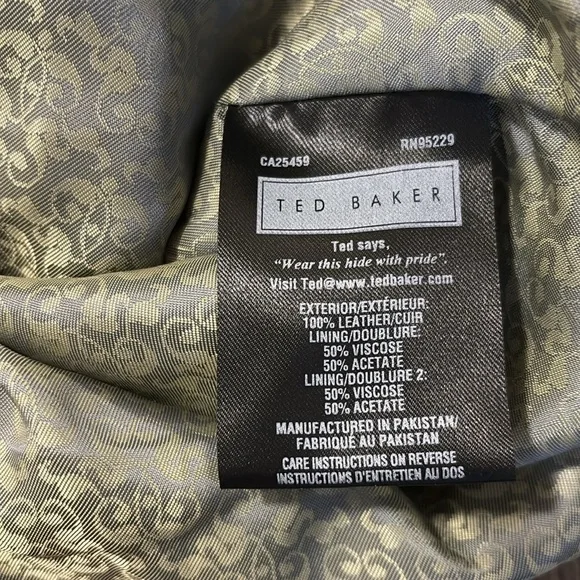 CA25459 RN95229
TED BAKER
Ted says,
"Wear this hide with pride".
Visit Ted@www.tedbaker.com
EXTERIOR/EXTÉRIEUR:
100% LEATHER/CUIR
LINING/DOUBLURE:
50% VISCOSE
50% ACETATE
LINING/DOUBLURE 2:
50% VISCOSE
50% ACETATE
MANUFACTURED IN PAKISTAN/
FABRIQUÉ AU PAKISTAN
CARE INSTRUCTIONS ON REVERSE
INSTRUCTIONS D'ENTRETIEN AU DOS